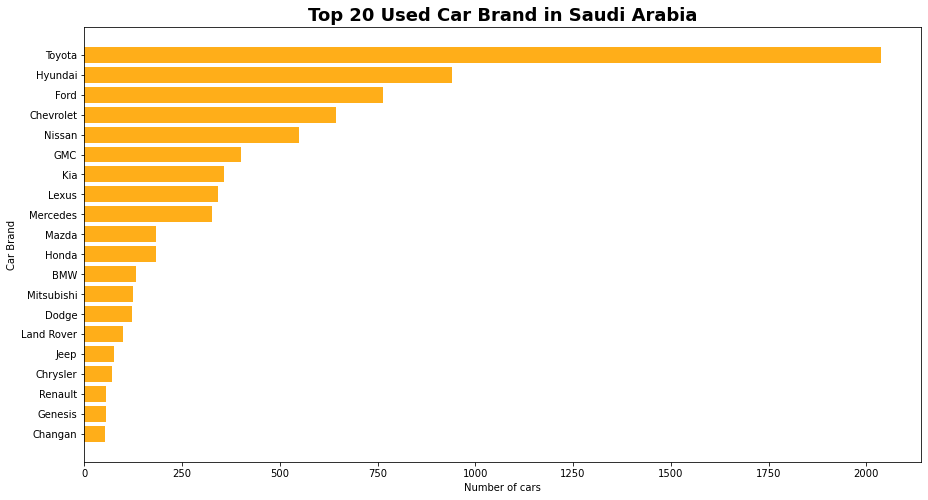 Top 20 Used Car Brand in Saudi Arabia
Car Brand
Toyota
Hyundai
Ford
Chevrolet
Nissan
GMC
Kia
Lexus
Mercedes
Mazda
Honda
BMW
Mitsubishi
Dodge
Land Rover
Jeep
Chrysler
Renault
Genesis
Changan
0 250 500 750 1000 1250 1500 1750 2000
Number of cars